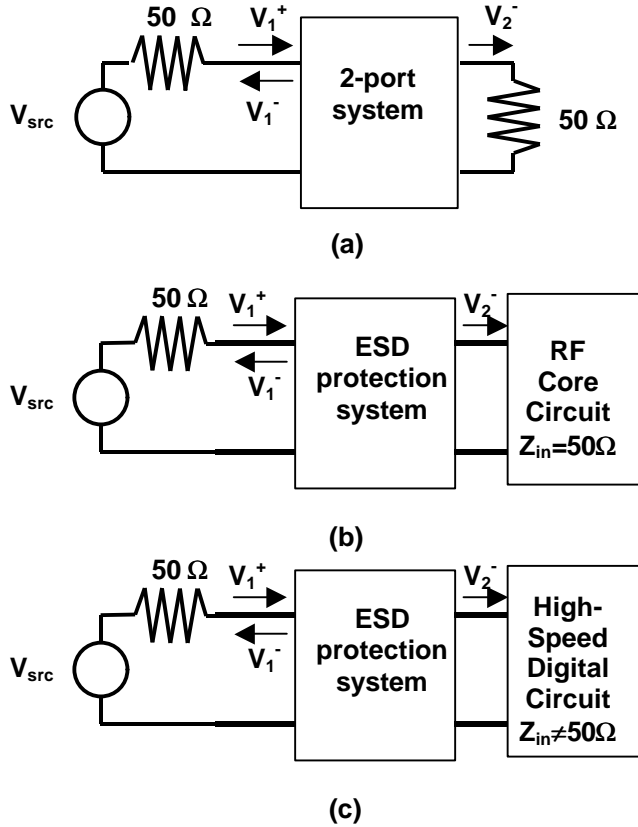 50 Ω
V₁⁺
V₂⁻
V₁⁻
Vsrc
2-port
system
50 Ω
(a)
50 Ω
V₁⁺
V₂⁻
V₁⁻
Vsrc
ESD
protection
system
RF
Core
Circuit
Zin=50Ω
(b)
50 Ω
V₁⁺
V₂⁻
V₁⁻
Vsrc
ESD
protection
system
High-
Speed
Digital
Circuit
Zin≠50Ω
(c)